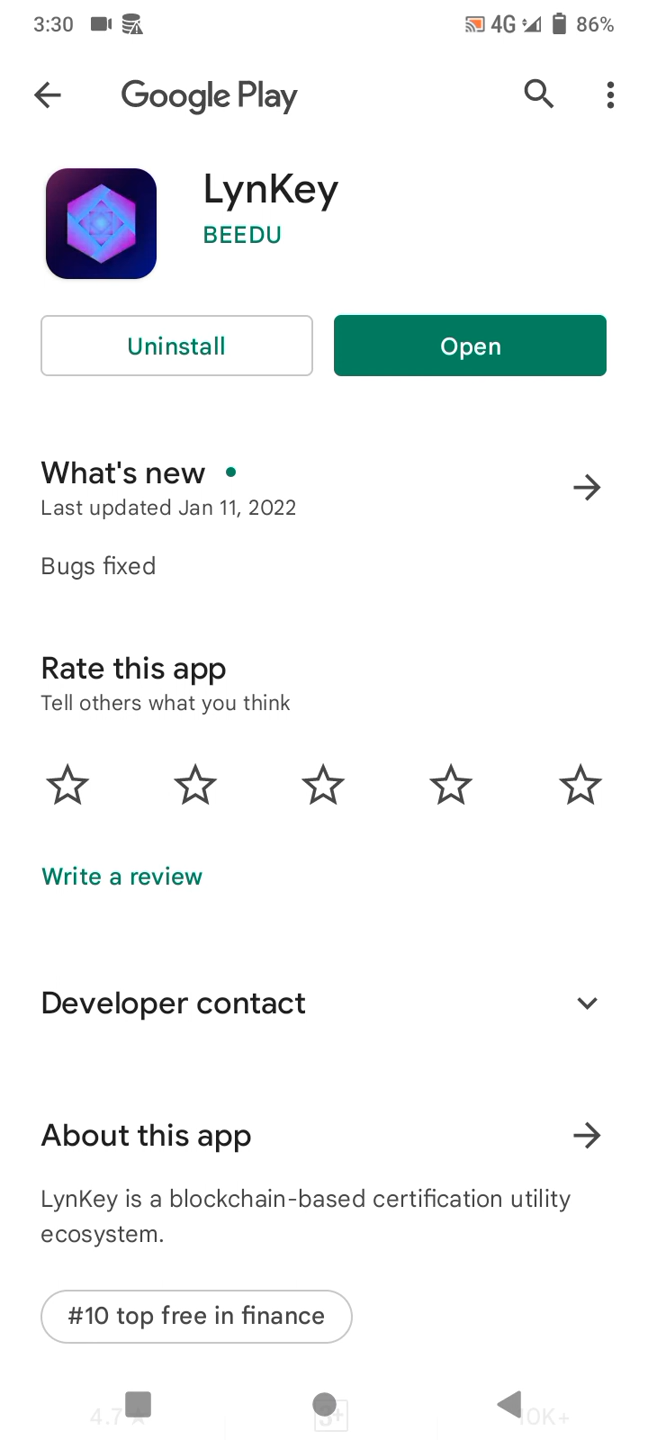 3:30 4G 86%
Google Play
LynKey
BEEDU
Uninstall Open
What's new
Last updated Jan 11, 2022
Bugs fixed
Rate this app
Tell others what you think
Write a review
Developer contact
About this app
LynKey is a blockchain-based certification utility
ecosystem.
#10 top free in finance
4.7 3+ 10K+